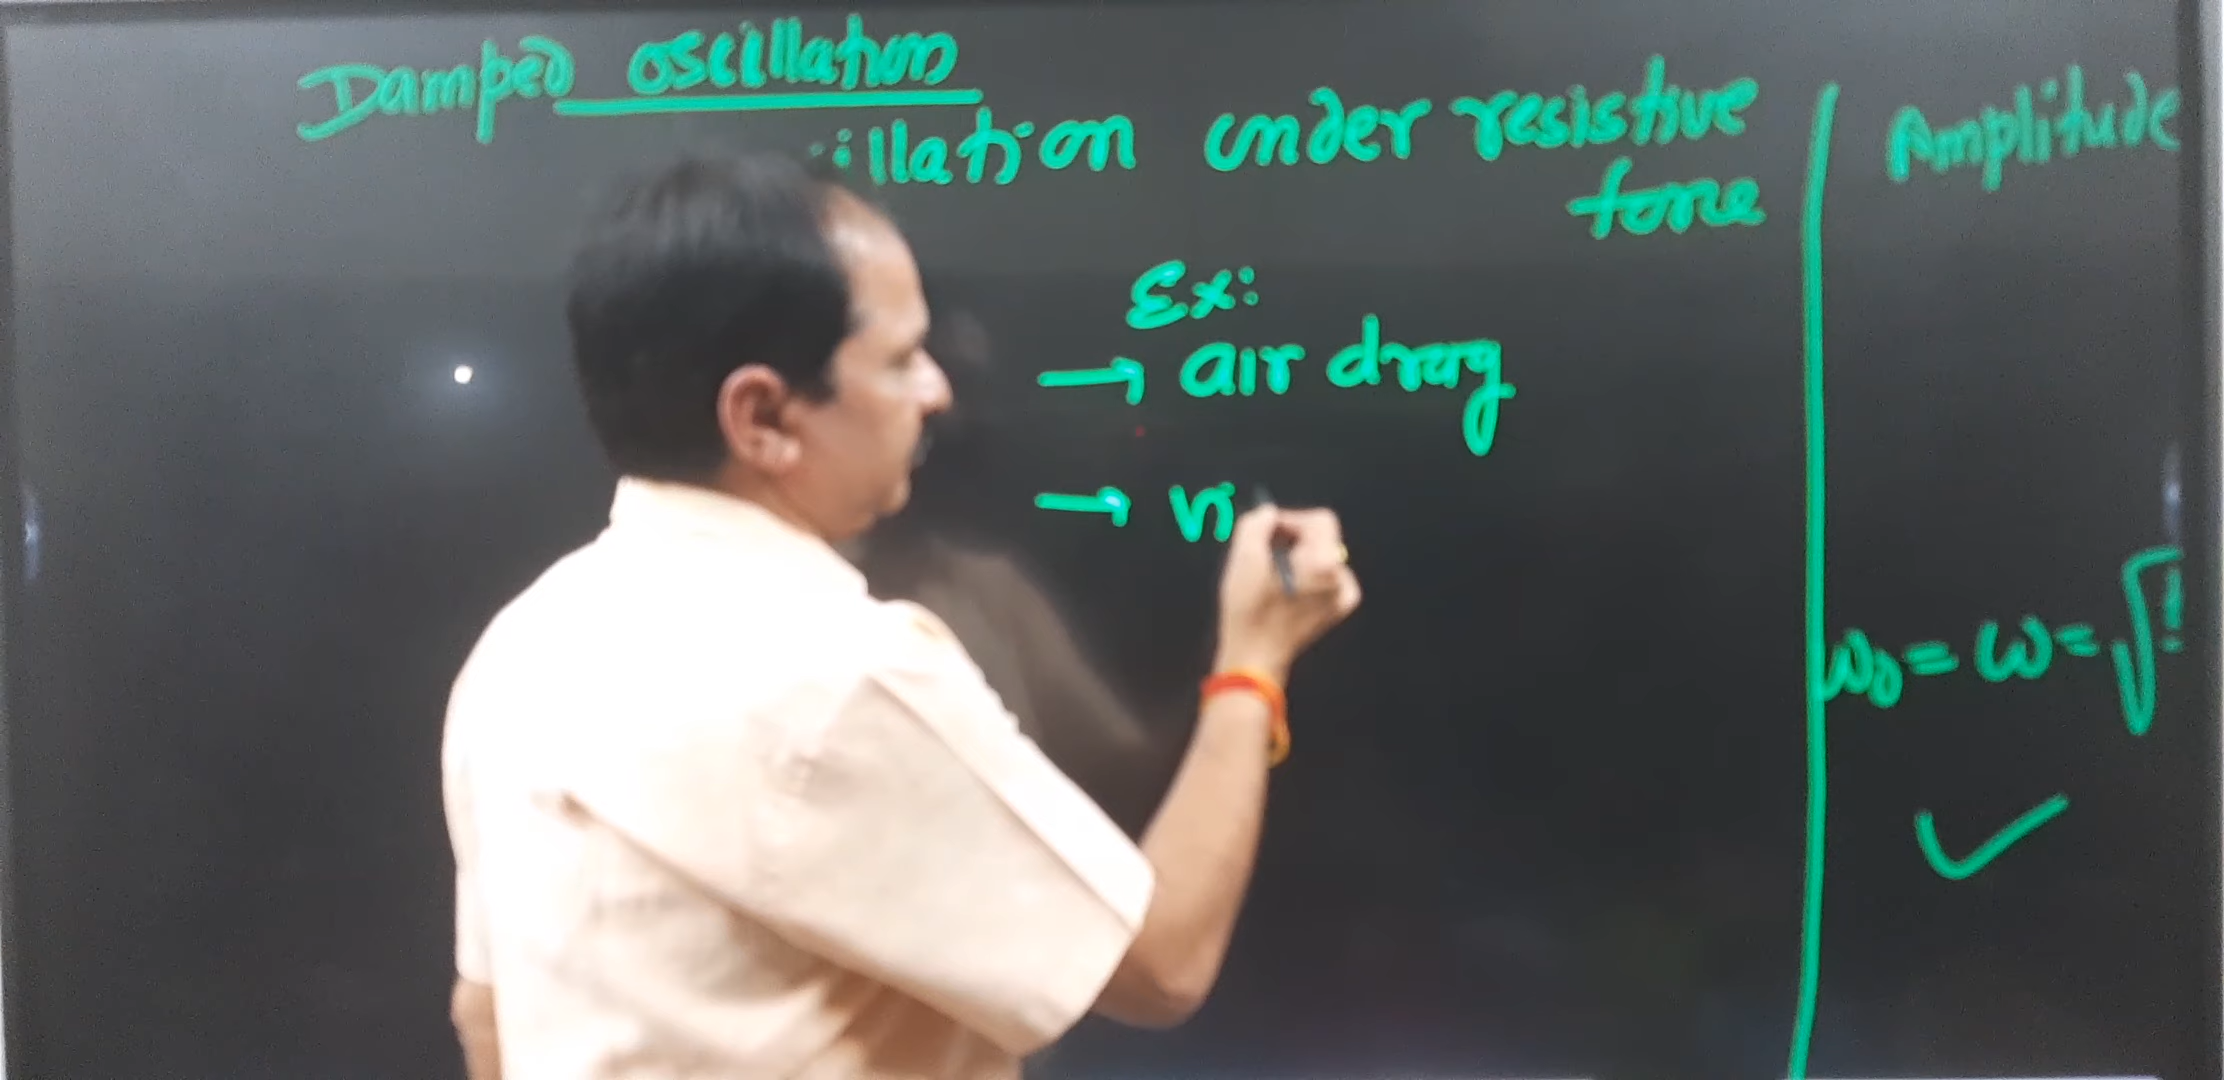 Damped oscillation
illation under resistive
force
Ex:
→ air drag
→ vi
Amplitude
ω₀ = ω = √